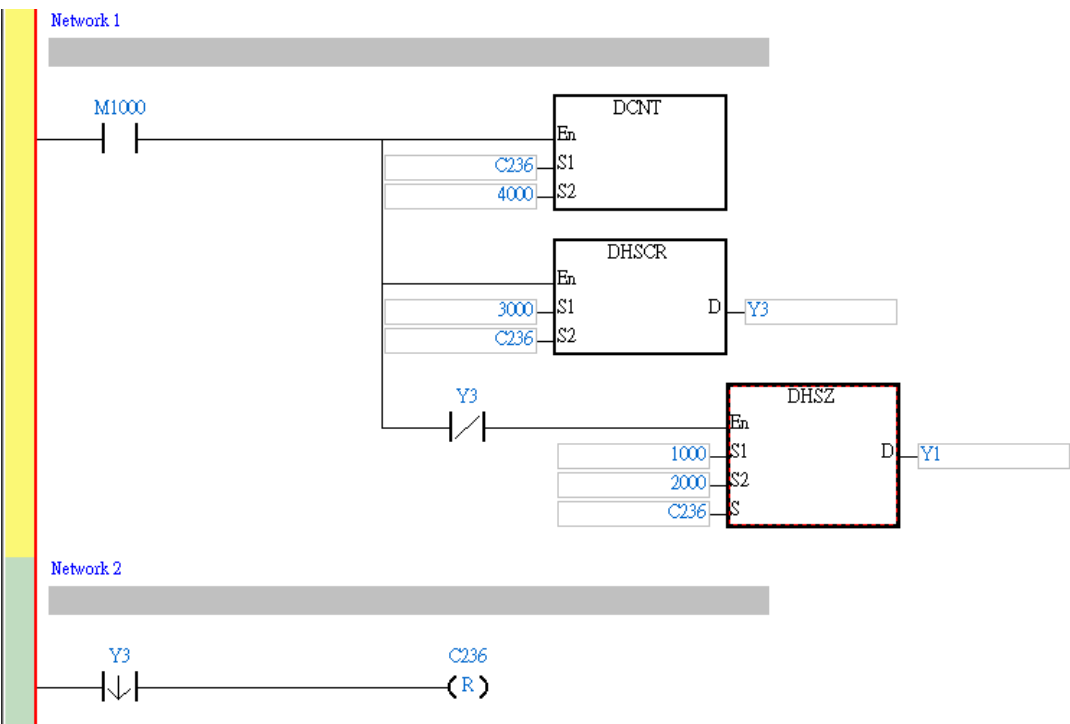 Network 1
M1000
DCNT
En
C236 S1
4000 S2
DHSCR
En
3000 S1 D Y3
C236 S2
Y3
DHSZ
En
1000 S1 D Y1
2000 S2
C236 S
Network 2
Y3 C236
R